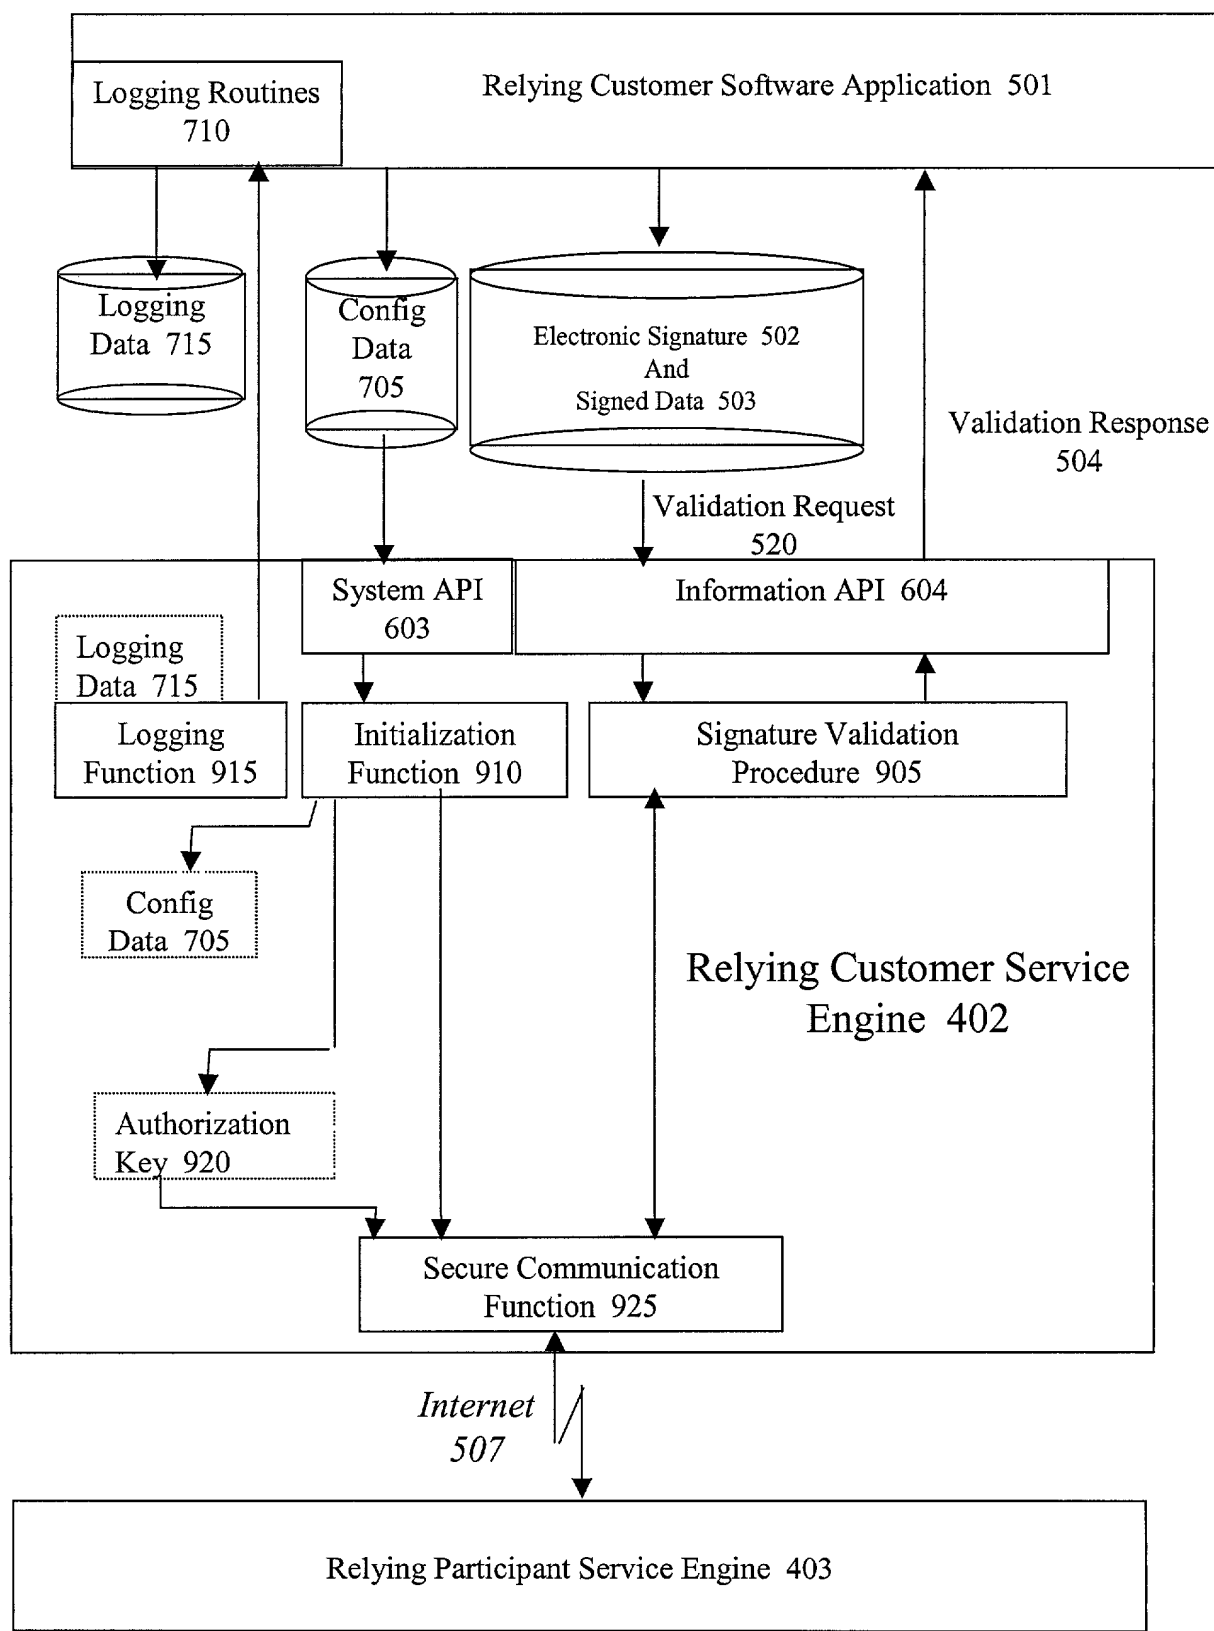 Relying Customer Software Application 501
Logging Routines
710
Logging
Data 715
Config
Data
705
Electronic Signature 502
And
Signed Data 503
Validation Response
504
Validation Request
520
System API
603
Information API 604
Logging
Data 715
Logging
Function 915
Initialization
Function 910
Signature Validation
Procedure 905
Config
Data 705
Relying Customer Service
Engine 402
Authorization
Key 920
Secure Communication
Function 925
Internet
507
Relying Participant Service Engine 403